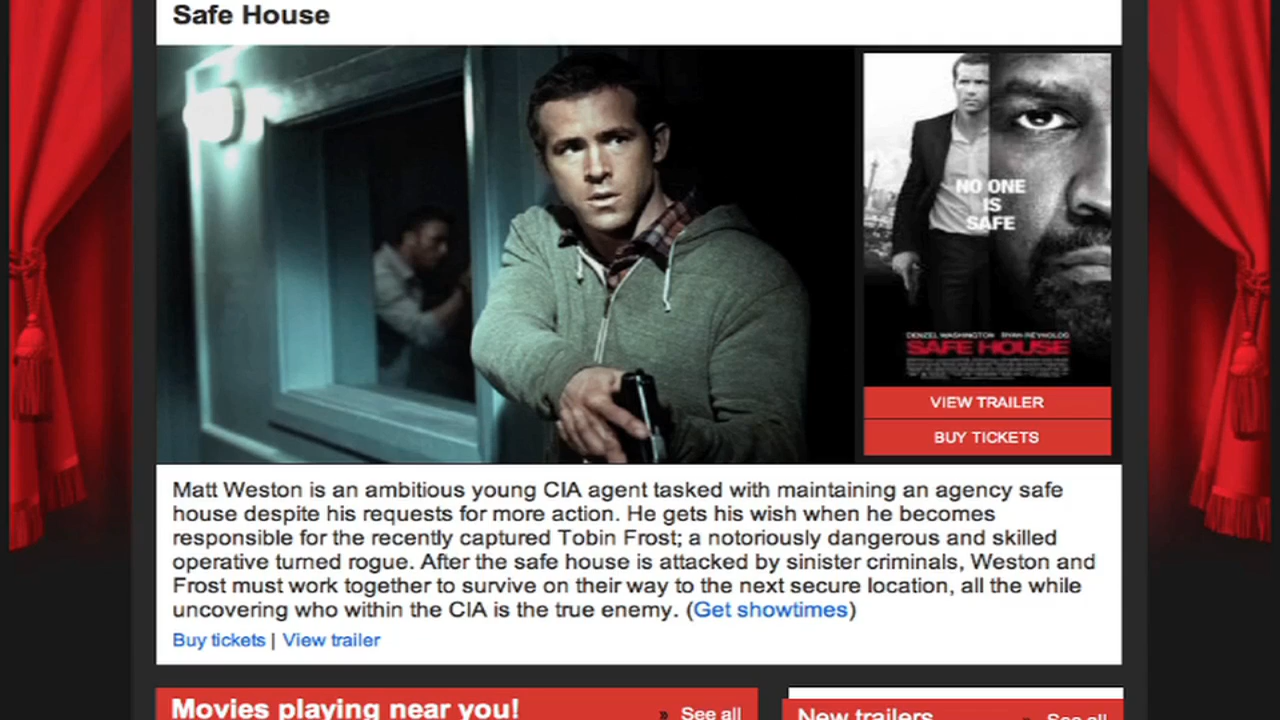 Safe House
NO ONE
IS
SAFE
DENZEL WASHINGTON RYAN REYNOLDS
SAFE HOUSE
VIEW TRAILER
BUY TICKETS
Matt Weston is an ambitious young CIA agent tasked with maintaining an agency safe
house despite his requests for more action. He gets his wish when he becomes
responsible for the recently captured Tobin Frost; a notoriously dangerous and skilled
operative turned rogue. After the safe house is attacked by sinister criminals, Weston and
Frost must work together to survive on their way to the next secure location, all the while
uncovering who within the CIA is the true enemy. (Get showtimes)
Buy tickets | View trailer
Movies playing near you! » See all
New trailers » See all